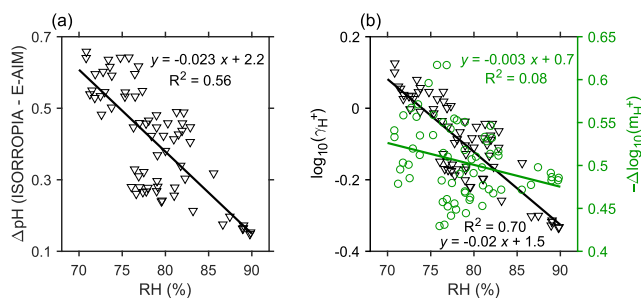 (a)
ΔpH (ISORROPIA - E-AIM)
0.7
0.5
0.3
0.1
y = -0.023 x + 2.2
R² = 0.56
70 75 80 85 90
RH (%)
(b)
log₁₀(γ_H⁺)
0.2
0
-0.2
-0.4
y = -0.003 x + 0.7
R² = 0.08
R² = 0.70
y = -0.02 x + 1.5
70 75 80 85 90
RH (%)
0.65
0.6
0.55
0.5
0.45
0.4
-Δlog₁₀(m_H⁺)